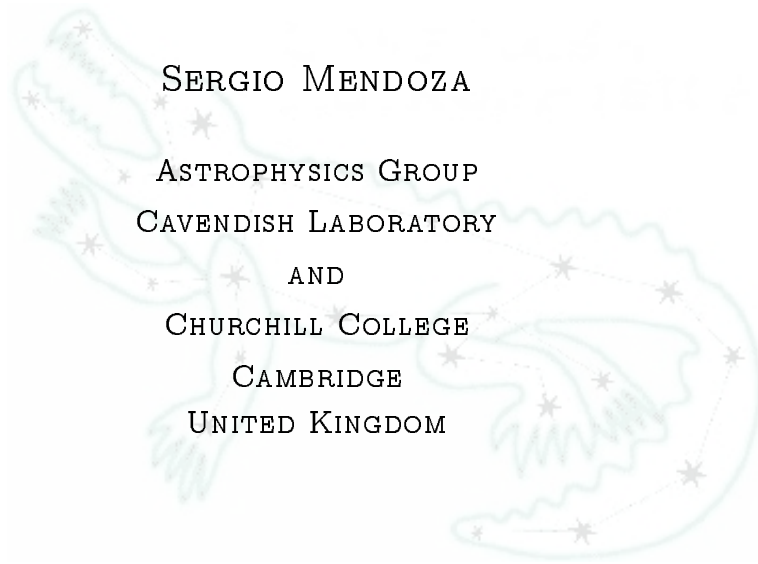 Sergio Mendoza
Astrophysics Group
Cavendish Laboratory
and
Churchill College
Cambridge
United Kingdom